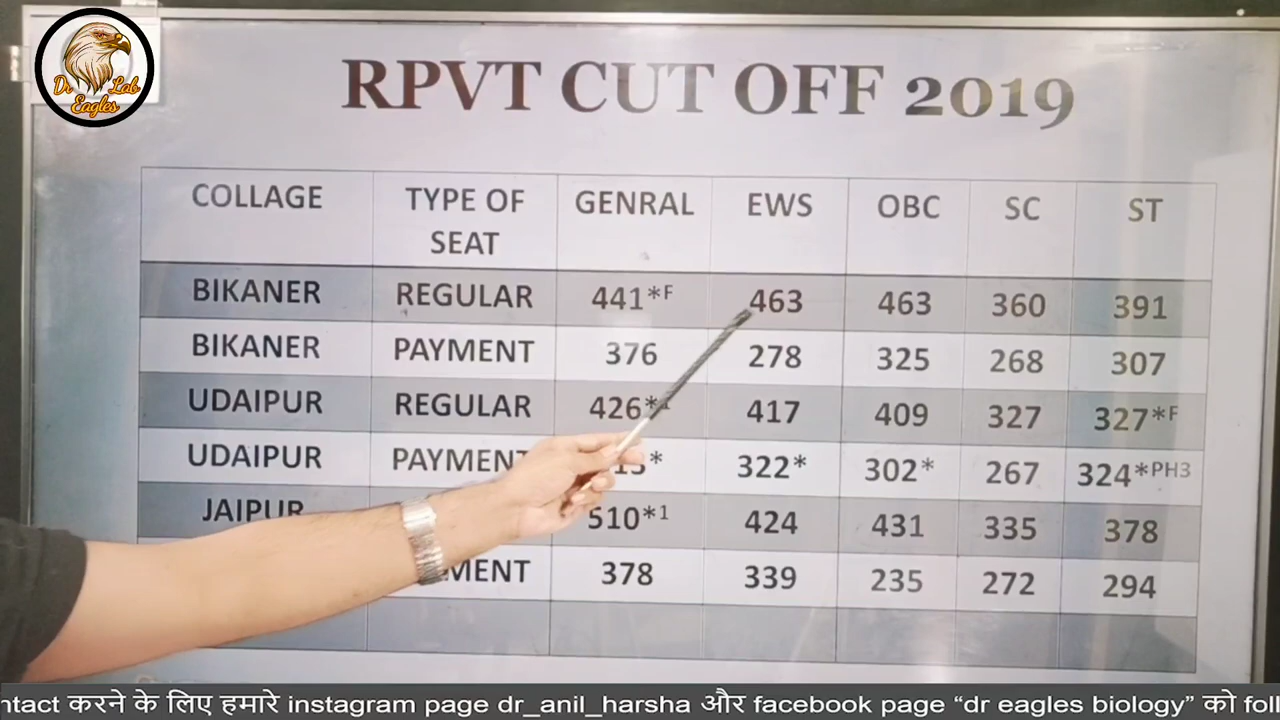 Dr Lab
Eagles
RPVT CUT OFF 2019
COLLAGE TYPE OF SEAT GENRAL EWS OBC SC ST
BIKANER REGULAR 441*F 463 463 360 391
BIKANER PAYMENT 376 278 325 268 307
UDAIPUR REGULAR 426* 417 409 327 327*F
UDAIPUR PAYMENT 322* 302* 267 324*PH3
JAIPUR 510*1 424 431 335 378
378 339 235 272 294
करने के लिए हमारे instagram page dr_anil_harsha और facebook page “dr eagles biology” को